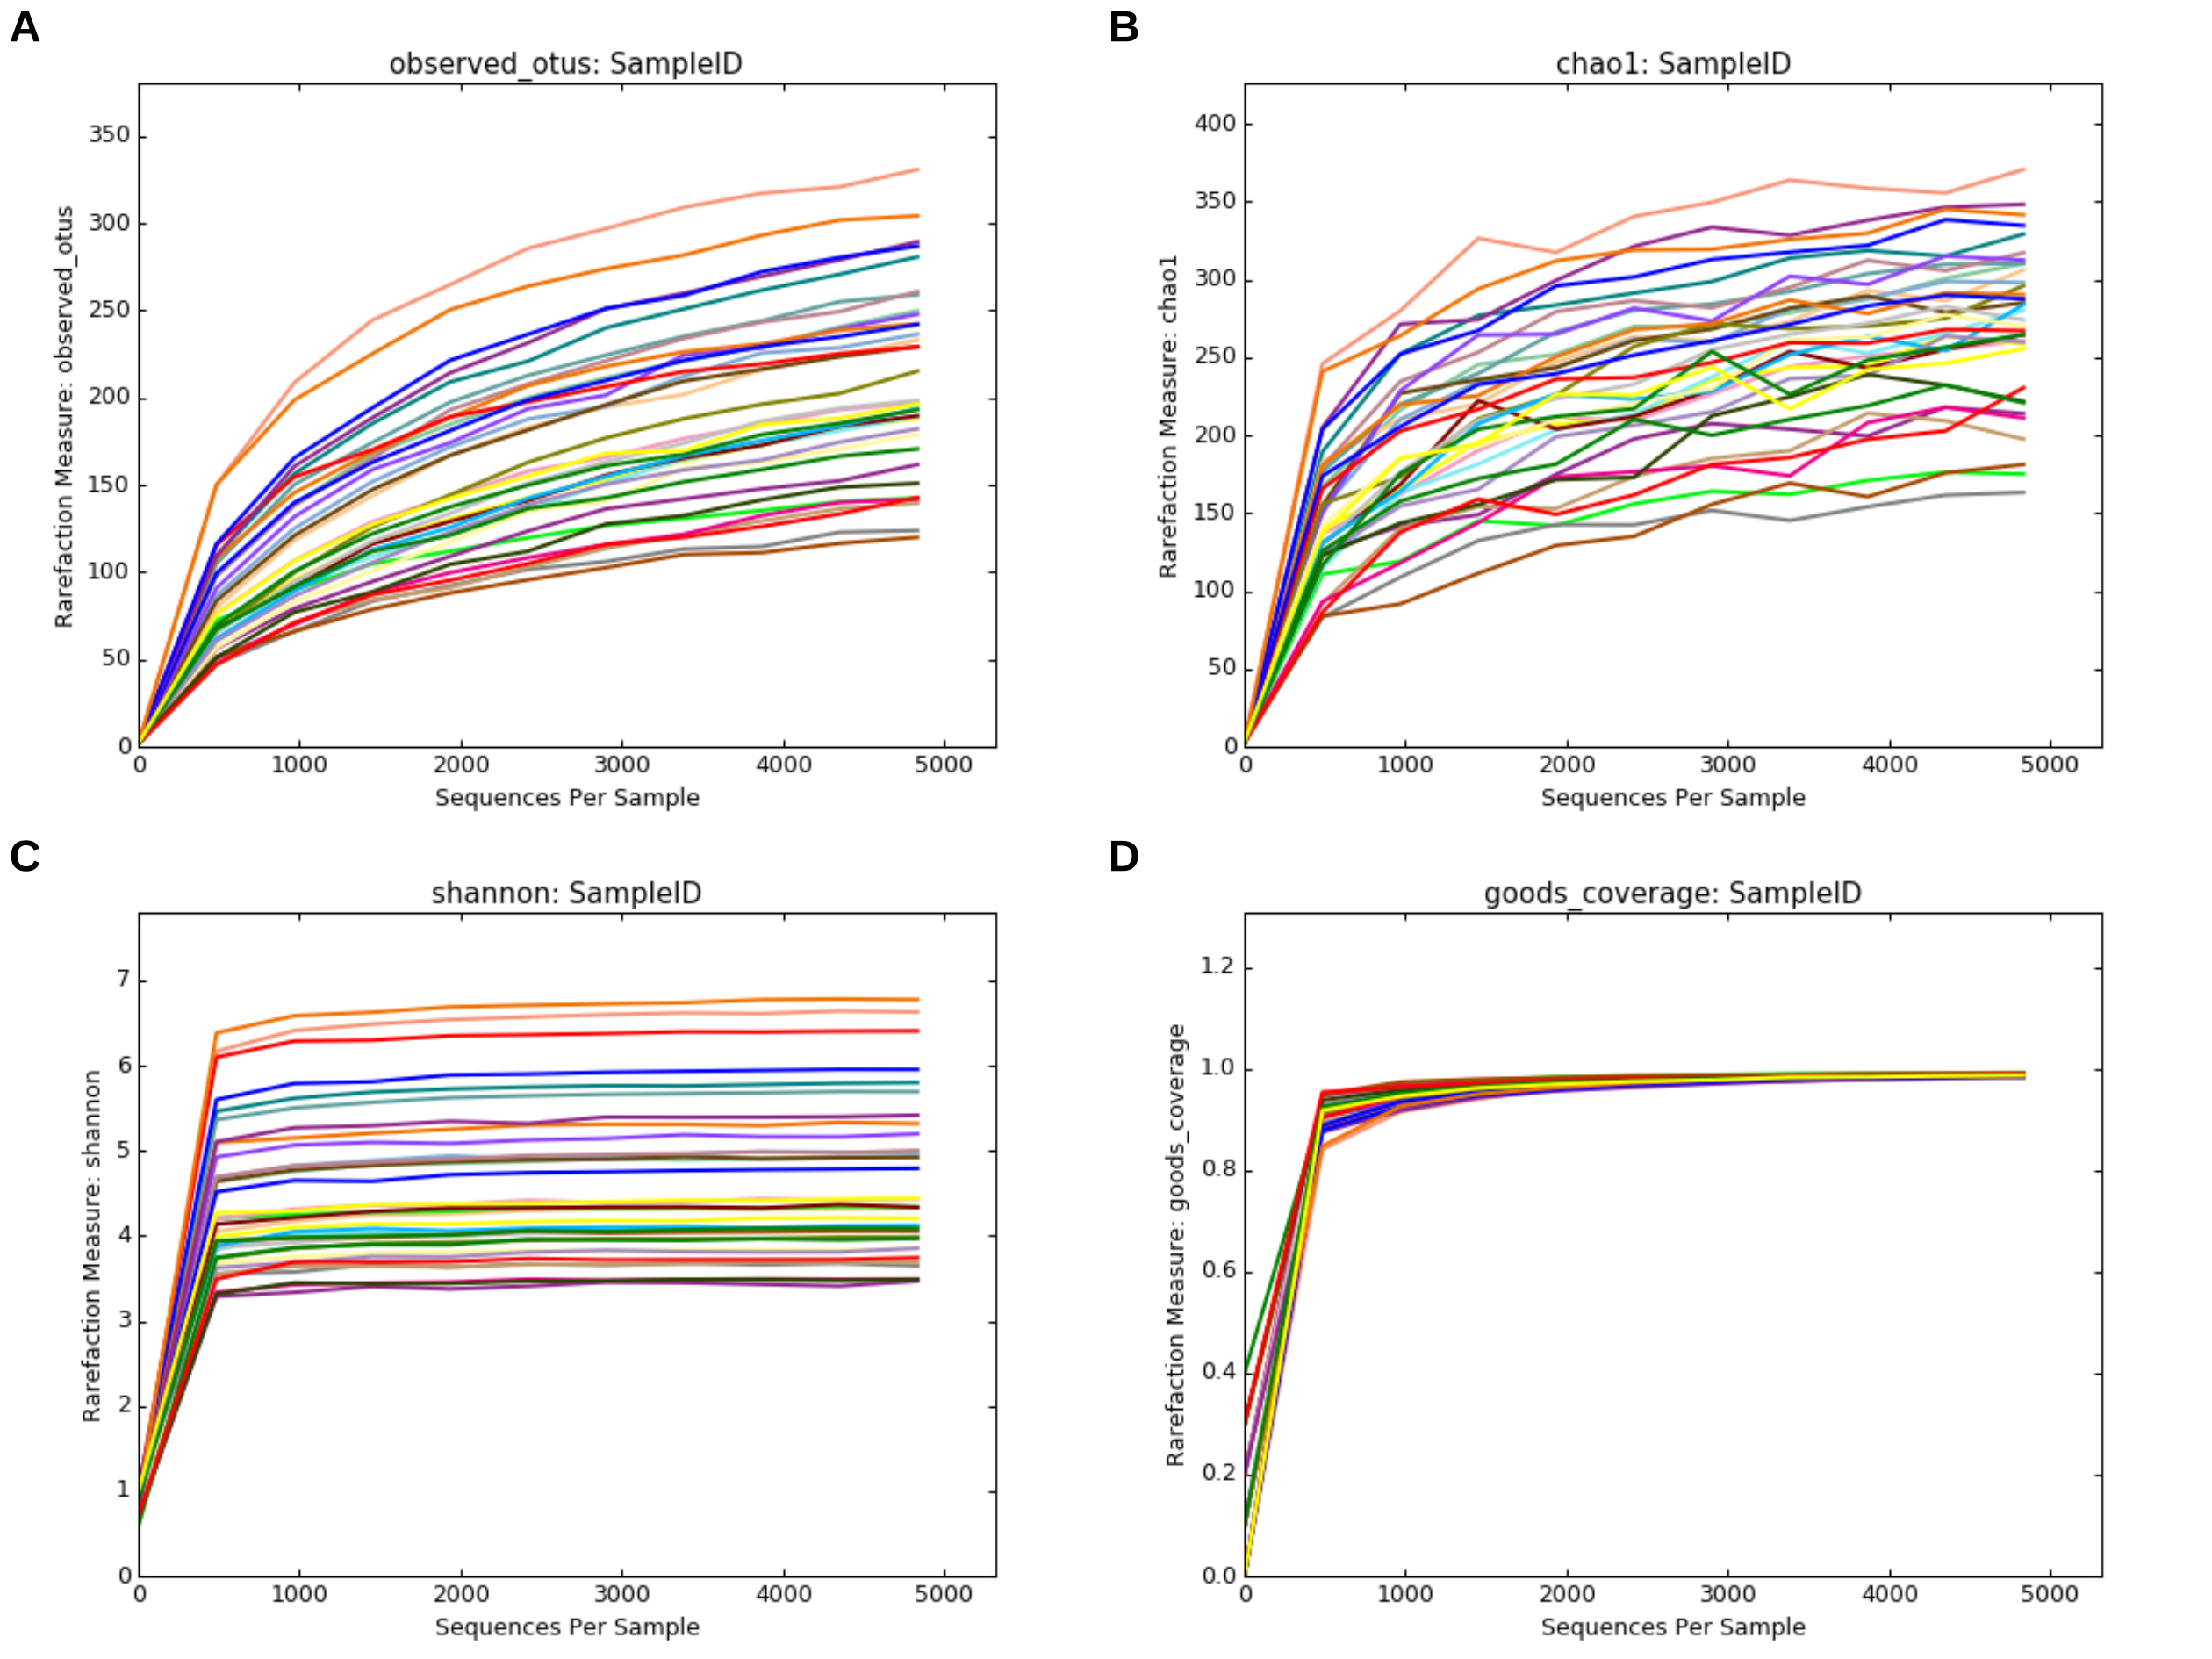 A
observed_otus: SampleID
350
300
250
200
150
100
50
0
Rarefaction Measure: observed_otus
0 1000 2000 3000 4000 5000
Sequences Per Sample
B
chao1: SampleID
400
350
300
250
200
150
100
50
0
Rarefaction Measure: chao1
0 1000 2000 3000 4000 5000
Sequences Per Sample
C
shannon: SampleID
7
6
5
4
3
2
1
0
Rarefaction Measure: shannon
0 1000 2000 3000 4000 5000
Sequences Per Sample
D
goods_coverage: SampleID
1.2
1.0
0.8
0.6
0.4
0.2
0.0
Rarefaction Measure: goods_coverage
0 1000 2000 3000 4000 5000
Sequences Per Sample